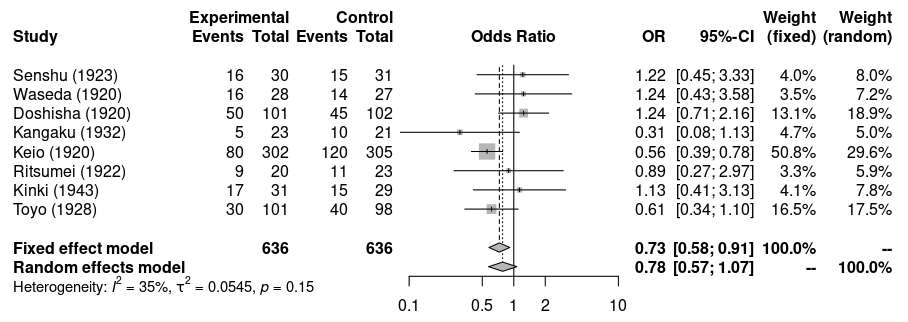 Experimental Control Weight Weight
Study Events Total Events Total Odds Ratio OR 95%-CI (fixed) (random)
Senshu (1923) 16 30 15 31 1.22 [0.45; 3.33] 4.0% 8.0%
Waseda (1920) 16 28 14 27 1.24 [0.43; 3.58] 3.5% 7.2%
Doshisha (1920) 50 101 45 102 1.24 [0.71; 2.16] 13.1% 18.9%
Kangaku (1932) 5 23 10 21 0.31 [0.08; 1.13] 4.7% 5.0%
Keio (1920) 80 302 120 305 0.56 [0.39; 0.78] 50.8% 29.6%
Ritsumei (1922) 9 20 11 23 0.89 [0.27; 2.97] 3.3% 5.9%
Kinki (1943) 17 31 15 29 1.13 [0.41; 3.13] 4.1% 7.8%
Toyo (1928) 30 101 40 98 0.61 [0.34; 1.10] 16.5% 17.5%
Fixed effect model 636 636 0.73 [0.58; 0.91] 100.0% --
Random effects model 0.78 [0.57; 1.07] -- 100.0%
Heterogeneity: I² = 35%, τ² = 0.0545, p = 0.15
0.1 0.5 1 2 10